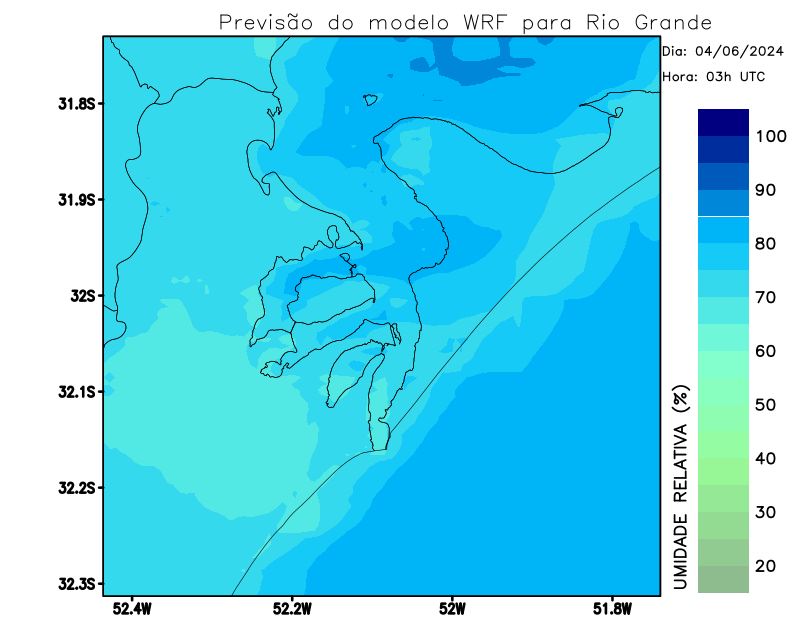 Previsão do modelo WRF para Rio Grande
Dia: 04/06/2024
Hora: 03h UTC
31.8S
31.9S
32S
32.1S
32.2S
32.3S
52.4W
52.2W
52W
51.8W
100
90
80
70
60
50
40
30
20
UMIDADE RELATIVA (%)